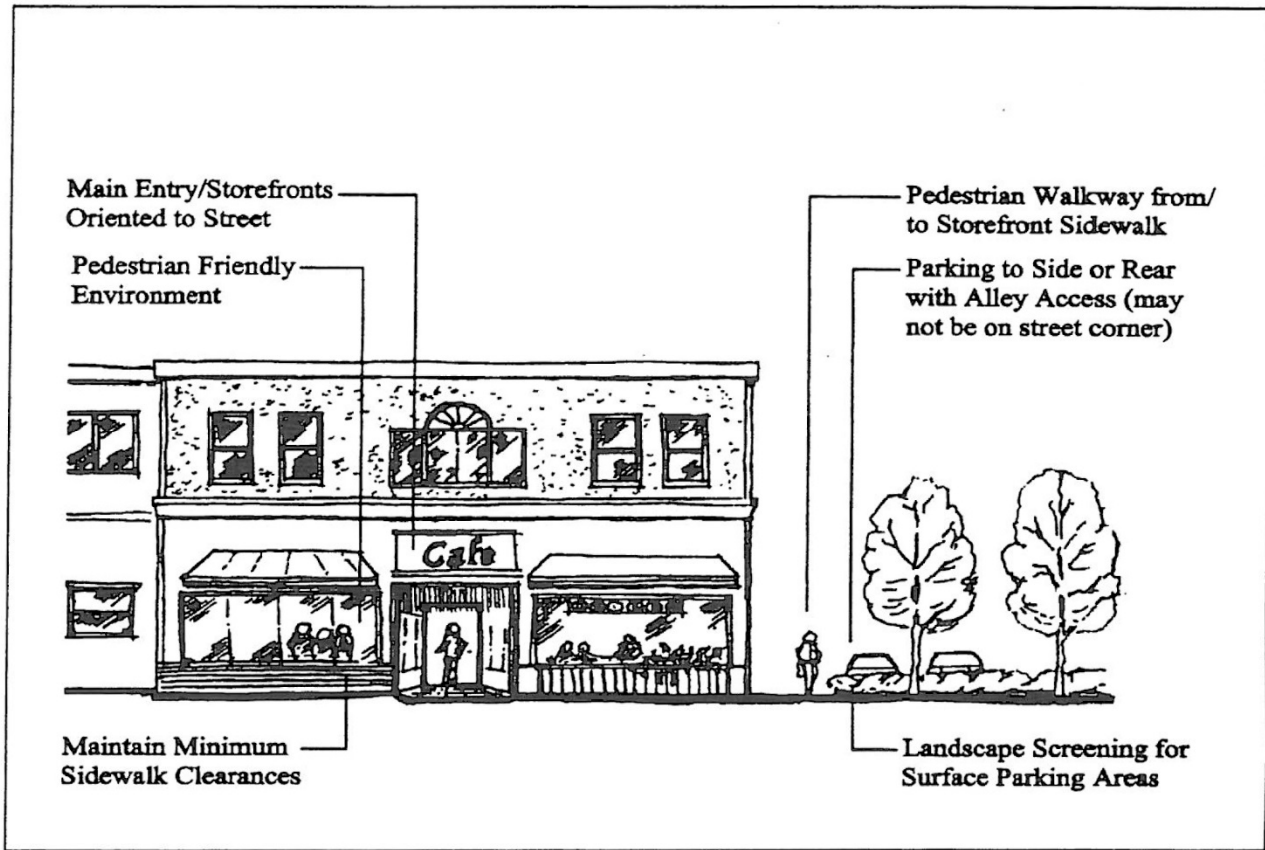 Main Entry/Storefronts
Oriented to Street
Pedestrian Friendly
Environment
Pedestrian Walkway from/
to Storefront Sidewalk
Parking to Side or Rear
with Alley Access (may
not be on street corner)
Cafe
Maintain Minimum
Sidewalk Clearances
Landscape Screening for
Surface Parking Areas